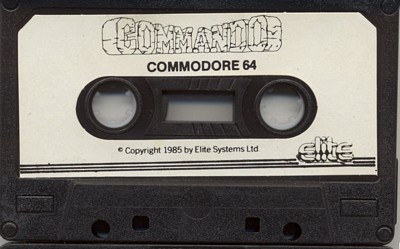 COMMANDO
COMMODORE 64
© Copyright 1985 by Elite Systems Ltd.
elite